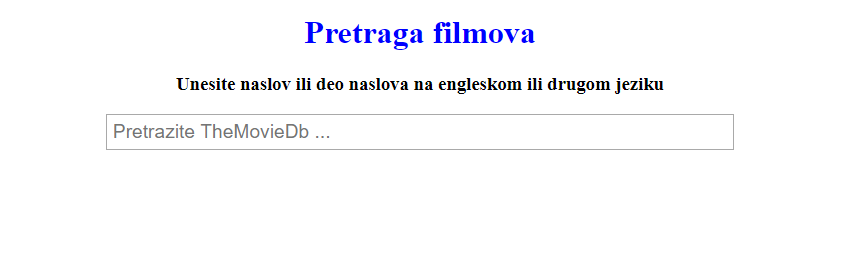 Pretraga filmova
Unesite naslov ili deo naslova na engleskom ili drugom jeziku
Pretrazite TheMovieDb ...